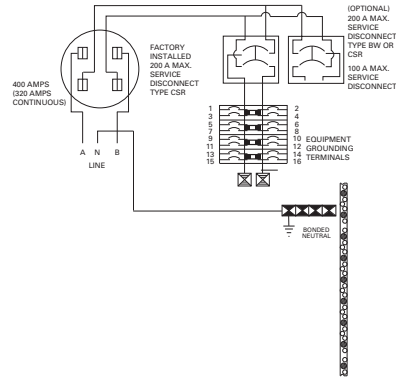 (OPTIONAL)
200 A MAX.
SERVICE
DISCONNECT
TYPE BW OR
CSR
100 A MAX.
SERVICE
DISCONNECT
FACTORY
INSTALLED
200 A MAX.
SERVICE
DISCONNECT
TYPE CSR
400 AMPS
(320 AMPS
CONTINUOUS)
A N B
LINE
1 2
3 4
5 6
7 8
9 10
11 12
13 14
15 16
EQUIPMENT
GROUNDING
TERMINALS
BONDED
NEUTRAL